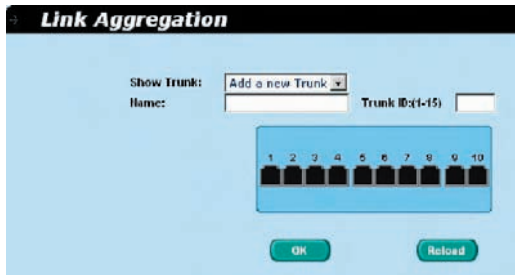 Link Aggregation
Show Trunk: Add a new Trunk
Name: Trunk ID:(1-15)
1 2 3 4 5 6 7 8 9 10
OK Reload